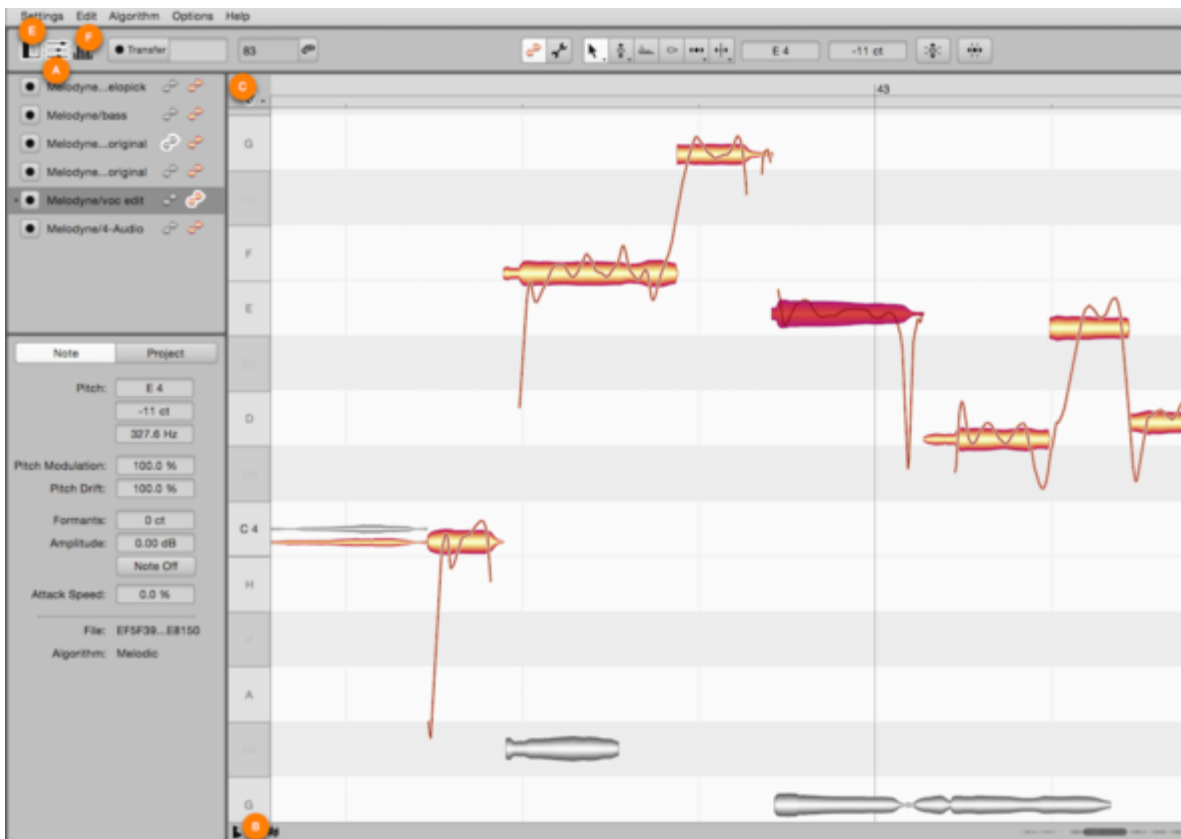 Settings Edit Algorithm Options Help
E
F
Transfer
83
E 4
-11 ct
A
Melodyne...elopick
C
43
Melodyne/bass
Melodyne...original
G
Melodyne...original
Melodyne/voc edit
Melodyne/4-Audio
F
E
Note Project
Pitch: E 4
-11 ct
D
327.6 Hz
Pitch Modulation: 100.0 %
Pitch Drift: 100.0 %
Formants: 0 ct
C 4
Amplitude: 0.00 dB
Note Off
H
Attack Speed: 0.0 %
File: EF5F39...E8150
Algorithm: Melodic
A
G
B